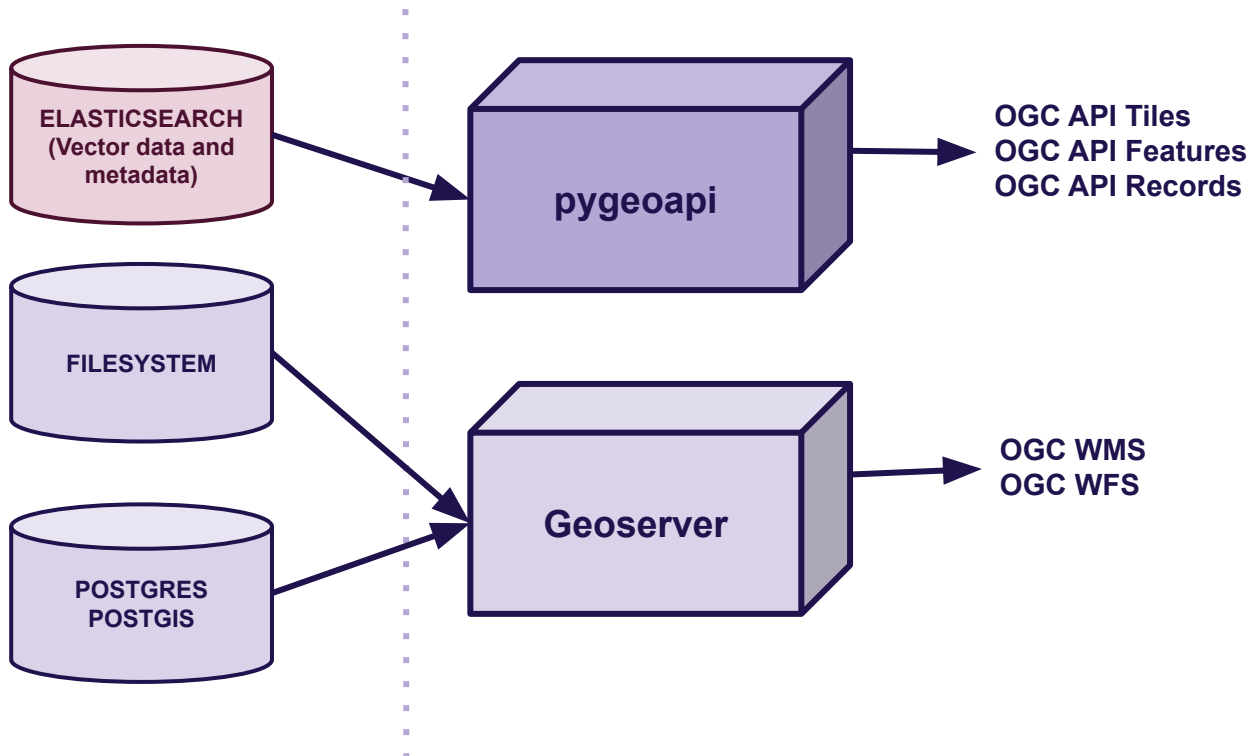 ELASTICSEARCH
(Vector data and
metadata)
pygeoapi
OGC API Tiles
OGC API Features
OGC API Records
FILESYSTEM
Geoserver
OGC WMS
OGC WFS
POSTGRES
POSTGIS